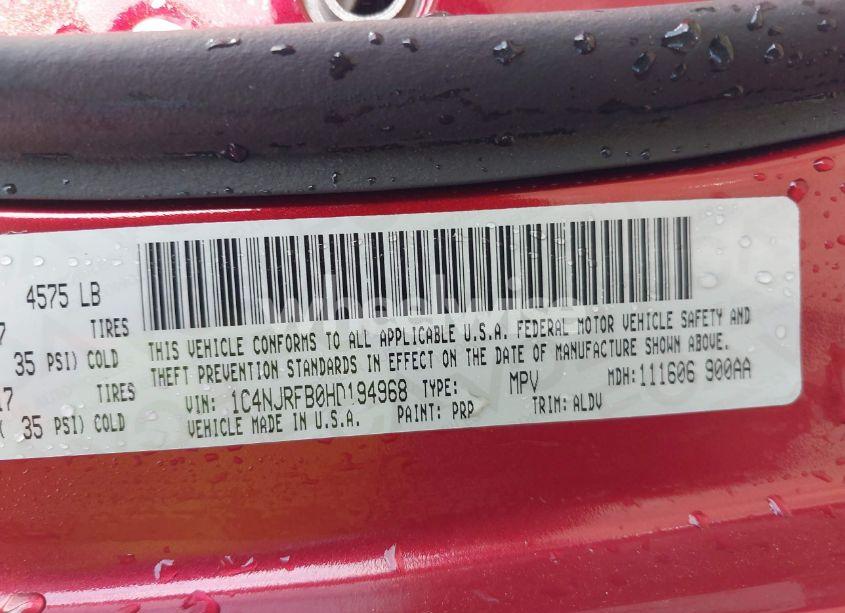 4575 LB
7 TIRES
35 PSI) COLD
17 TIRES
( 35 PSI) COLD
THIS VEHICLE CONFORMS TO ALL APPLICABLE U.S.A. FEDERAL MOTOR VEHICLE SAFETY AND
THEFT PREVENTION STANDARDS IN EFFECT ON THE DATE OF MANUFACTURE SHOWN ABOVE.
VIN: 1C4NJRFB0HD194968 TYPE: MPV MDH: 111606 900AA
VEHICLE MADE IN U.S.A. PAINT: PRP TRIM: ALDV